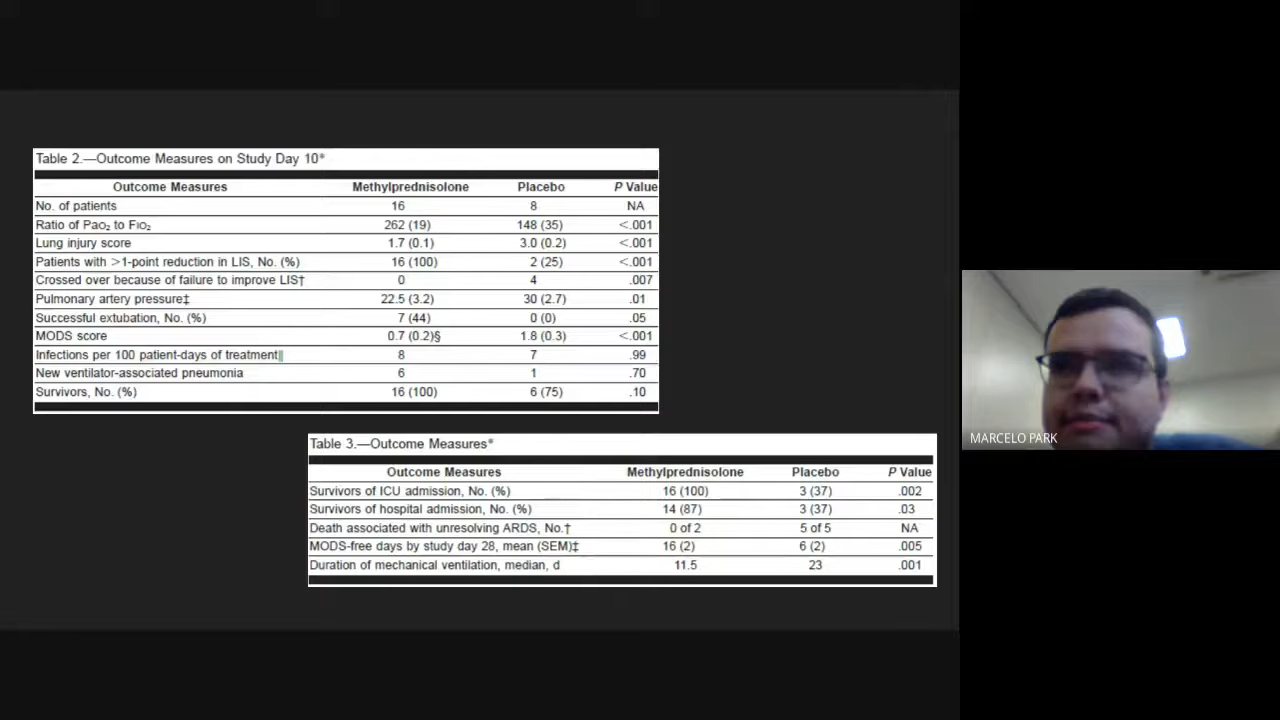 Table 2.—Outcome Measures on Study Day 10*
Outcome Measures Methylprednisolone Placebo P Value
No. of patients 16 8 NA
Ratio of PaO₂ to FIO₂ 262 (19) 148 (35) <.001
Lung injury score 1.7 (0.1) 3.0 (0.2) <.001
Patients with >1-point reduction in LIS, No. (%) 16 (100) 2 (25) <.001
Crossed over because of failure to improve LIS† 0 4 .007
Pulmonary artery pressure‡ 22.5 (3.2) 30 (2.7) .01
Successful extubation, No. (%) 7 (44) 0 (0) .05
MODS score 0.7 (0.2)§ 1.8 (0.3) <.001
Infections per 100 patient-days of treatment‖ 8 7 .99
New ventilator-associated pneumonia 6 1 .70
Survivors, No. (%) 16 (100) 6 (75) .10
Table 3.—Outcome Measures*
Outcome Measures Methylprednisolone Placebo P Value
Survivors of ICU admission, No. (%) 16 (100) 3 (37) .002
Survivors of hospital admission, No. (%) 14 (87) 3 (37) .03
Death associated with unresolving ARDS, No.† 0 of 2 5 of 5 NA
MODS-free days by study day 28, mean (SEM)‡ 16 (2) 6 (2) .005
Duration of mechanical ventilation, median, d 11.5 23 .001
MARCELO PARK